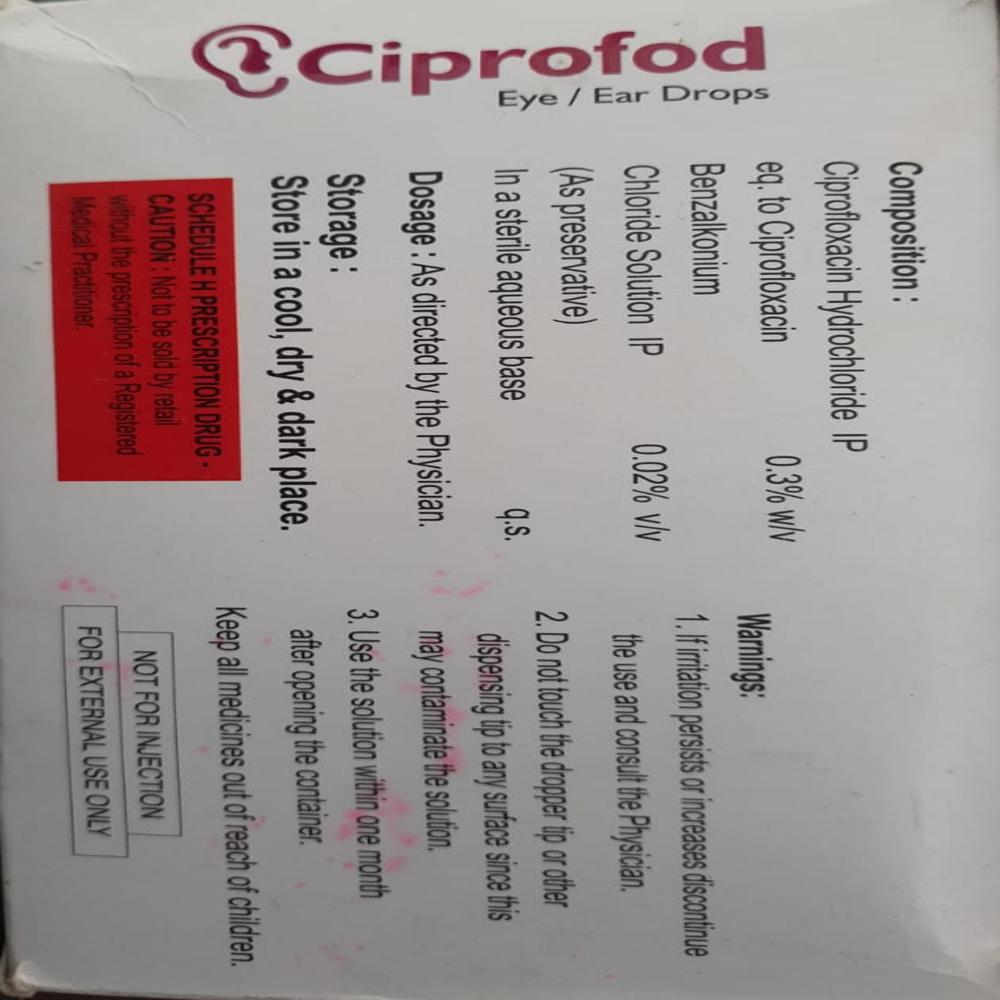 Ciprofod
Eye / Ear Drops
Composition :
Ciprofloxacin Hydrochloride IP
eq. to Ciprofloxacin 0.3% w/v
Benzalkonium
Chloride Solution IP 0.02% v/v
(As preservative)
In a sterile aqueous base q.s.
Dosage : As directed by the Physician.
Storage :
Store in a cool, dry & dark place.
SCHEDULE H PRESCRIPTION DRUG -
CAUTION : Not to be sold by retail
without the prescription of a Registered
Medical Practitioner.
Warnings:
1. If irritation persists or increases discontinue
the use and consult the Physician.
2. Do not touch the dropper tip or other
dispensing tip to any surface since this
may contaminate the solution.
3. Use the solution within one month
after opening the container.
Keep all medicines out of reach of children.
NOT FOR INJECTION
FOR EXTERNAL USE ONLY